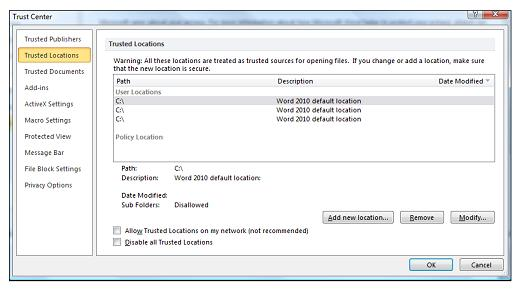 Trust Center
Trusted Publishers
Trusted Locations
Trusted Documents
Add-ins
ActiveX Settings
Macro Settings
Protected View
Message Bar
File Block Settings
Privacy Options
Trusted Locations
Warning: All these locations are treated as trusted sources for opening files. If you change or add a location, make sure
that the new location is secure.
Path Description Date Modified
User Locations
C:\ Word 2010 default location
C:\ Word 2010 default location
C:\ Word 2010 default location
Policy Location
Path: C:\
Description: Word 2010 default location:
Date Modified:
Sub Folders: Disallowed
Add new location... Remove Modify...
Allow Trusted Locations on my network (not recommended)
Disable all Trusted Locations
OK Cancel